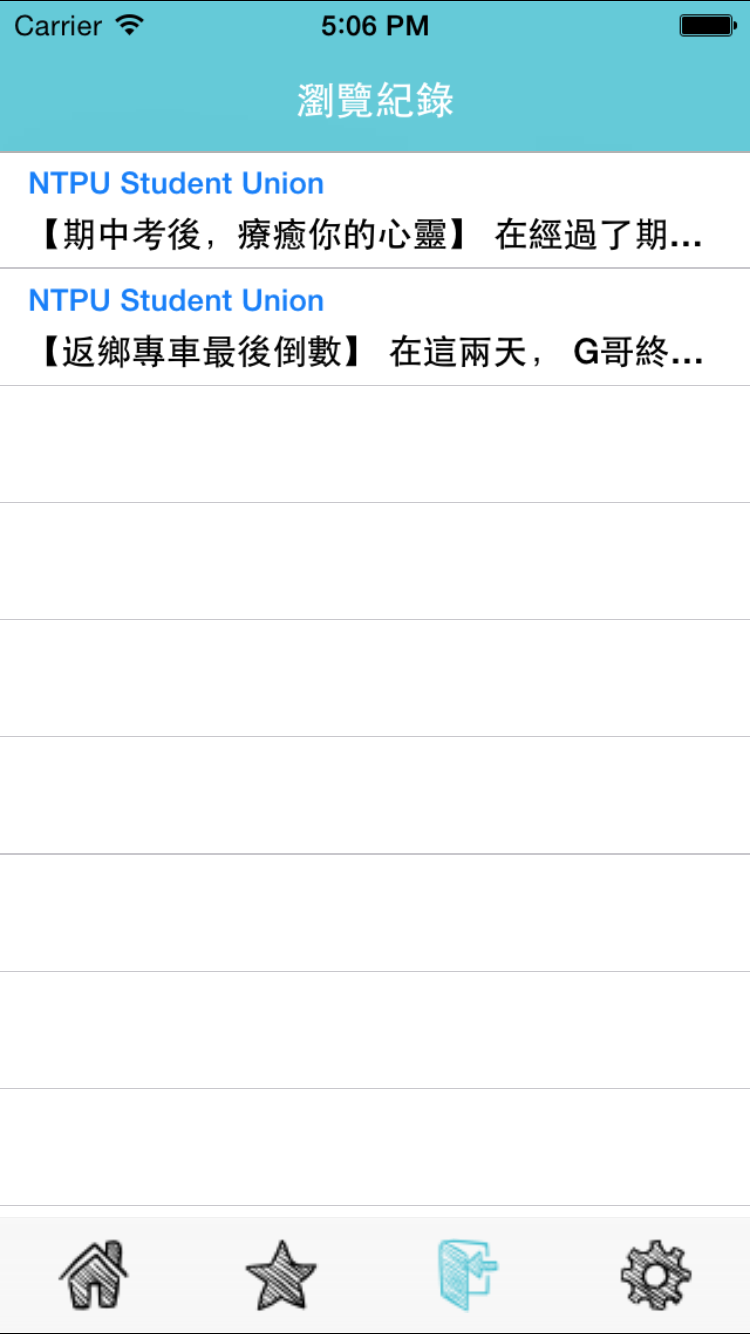 Carrier 5:06 PM
瀏覽紀錄
NTPU Student Union
【期中考後，療癒你的心靈】 在經過了期...
NTPU Student Union
【返鄉專車最後倒數】 在這兩天， G哥終...